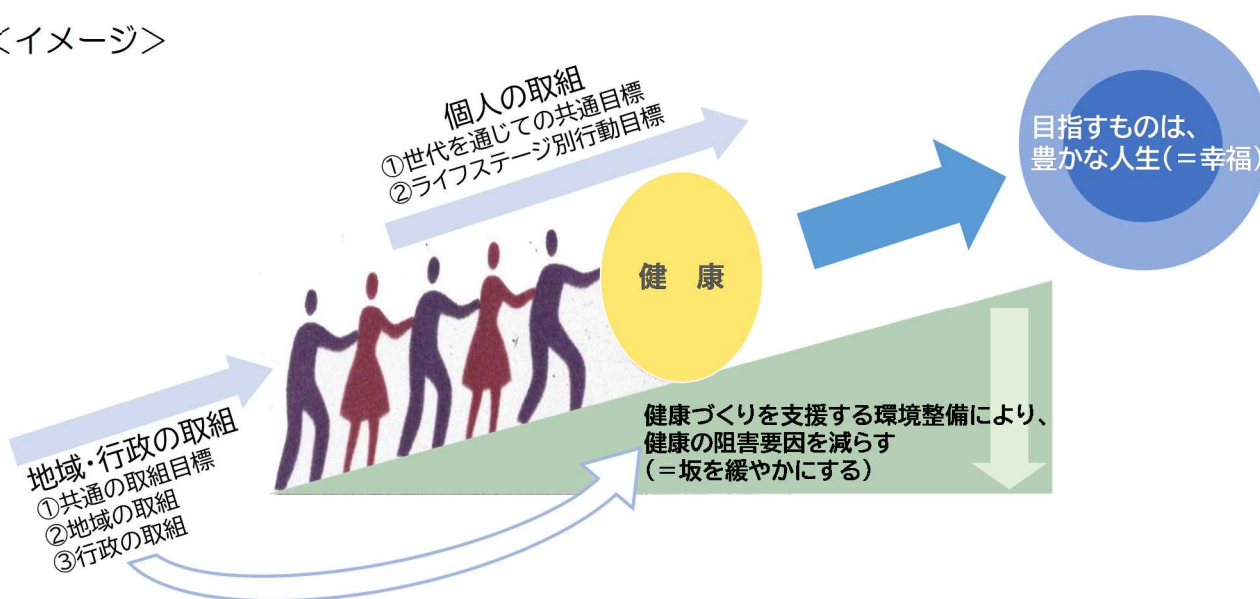 <イメージ>
個人の取組
①世代を通じての共通目標
②ライフステージ別行動目標
目指すものは、
豊かな人生(=幸福)
健 康
健康づくりを支援する環境整備により、
健康の阻害要因を減らす
(=坂を緩やかにする)
地域・行政の取組
①共通の取組目標
②地域の取組
③行政の取組